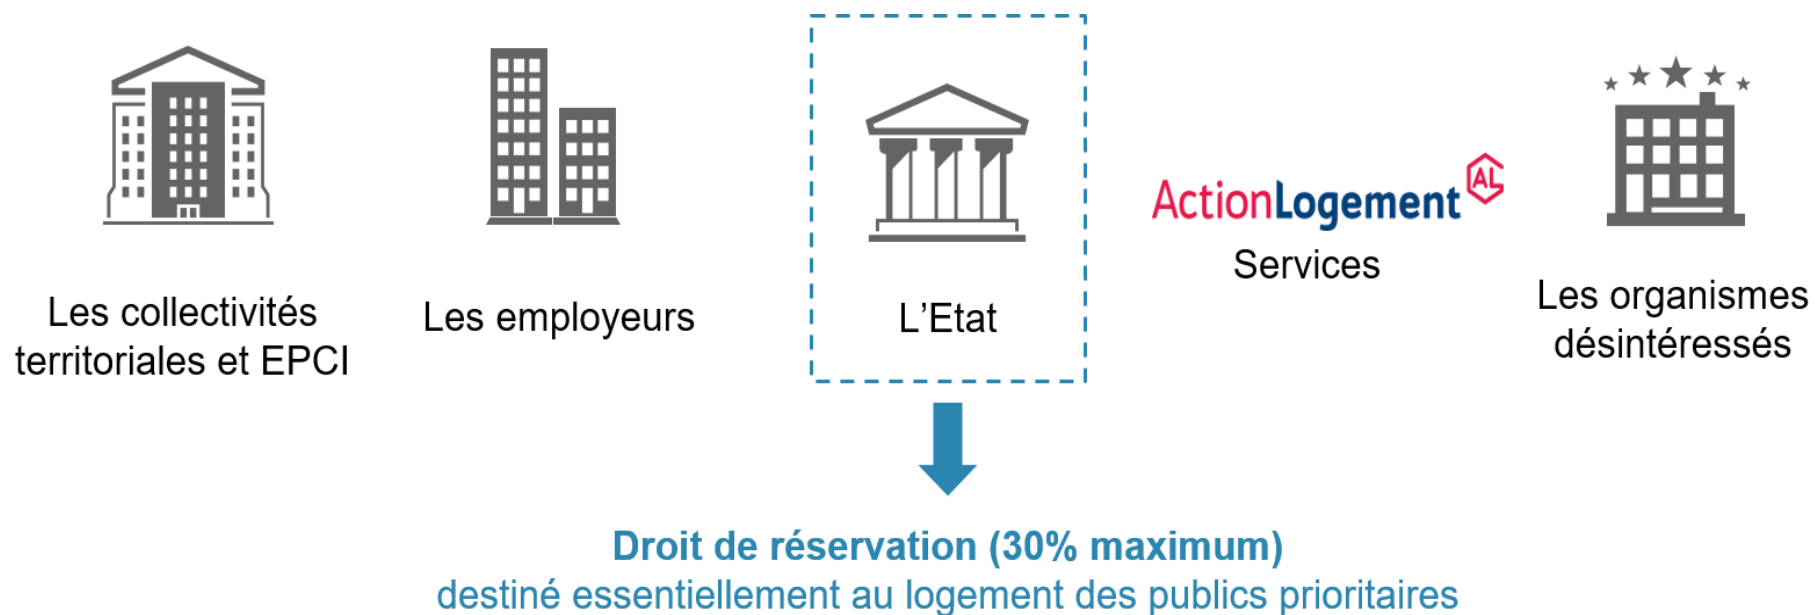 Les collectivités
territoriales et EPCI
Les employeurs
L'Etat
ActionLogement AL
Services
Les organismes
désintéressés
Droit de réservation (30% maximum)
destiné essentiellement au logement des publics prioritaires